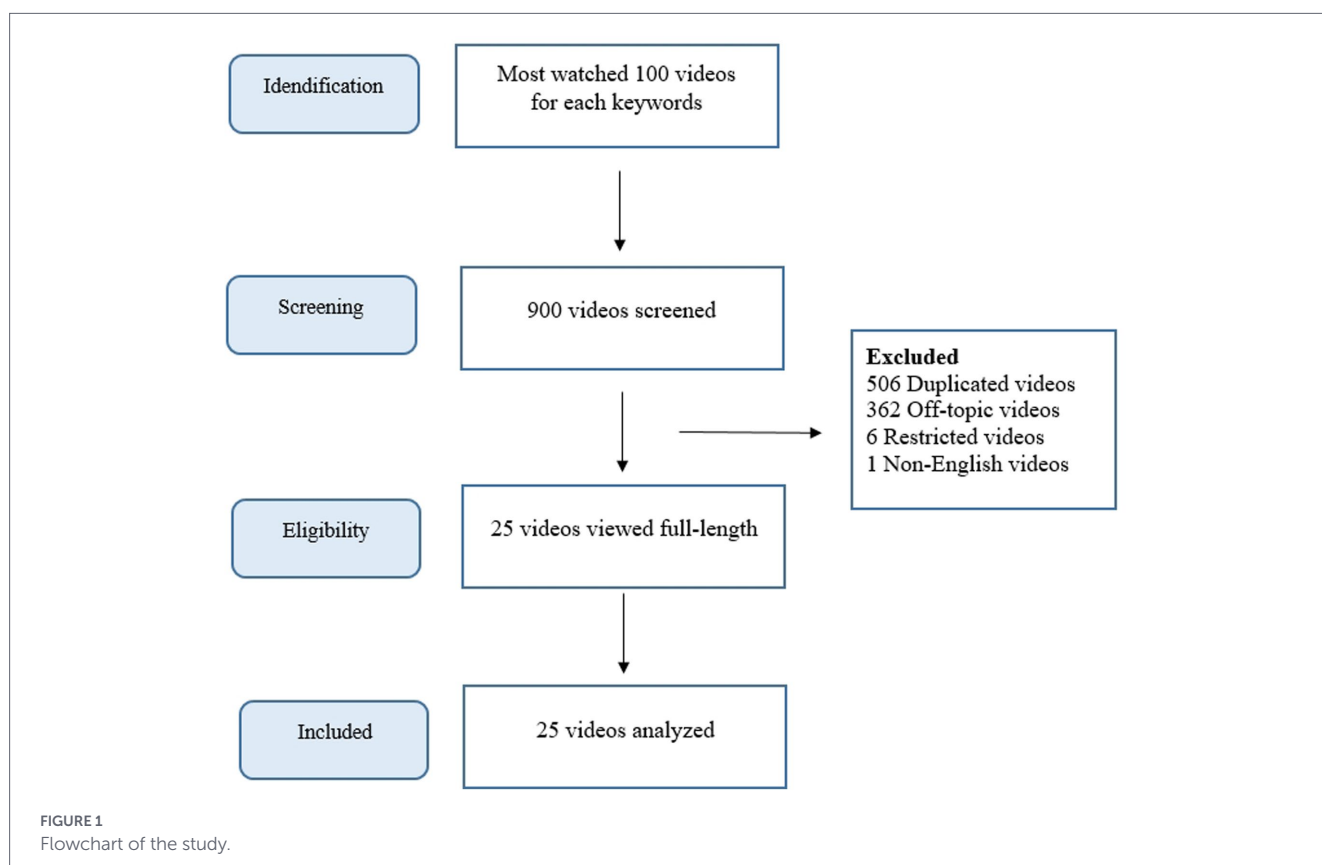 Idendification
Most watched 100 videos
for each keywords
Screening
900 videos screened
Excluded
506 Duplicated videos
362 Off-topic videos
6 Restricted videos
1 Non-English videos
Eligibility
25 videos viewed full-length
Included
25 videos analyzed
FIGURE 1
Flowchart of the study.